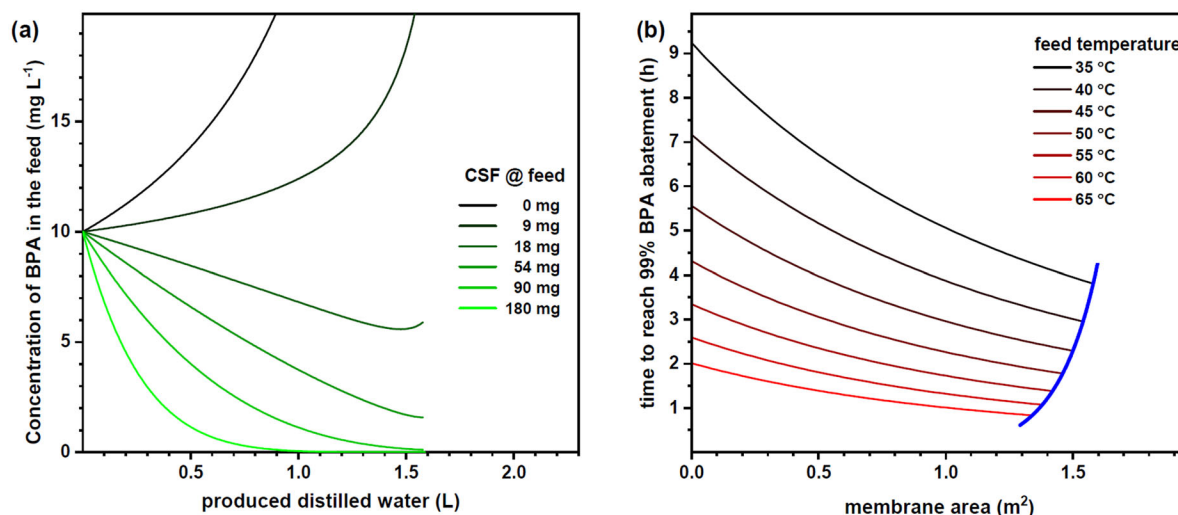 (a)
Concentration of BPA in the feed (mg L⁻¹)
15
10
5
0
0.5
1.0
1.5
2.0
produced distilled water (L)
CSF @ feed
0 mg
9 mg
18 mg
54 mg
90 mg
180 mg
(b)
time to reach 99% BPA abatement (h)
9
8
7
6
5
4
3
2
1
0.0
0.5
1.0
1.5
membrane area (m²)
feed temperature
35 °C
40 °C
45 °C
50 °C
55 °C
60 °C
65 °C